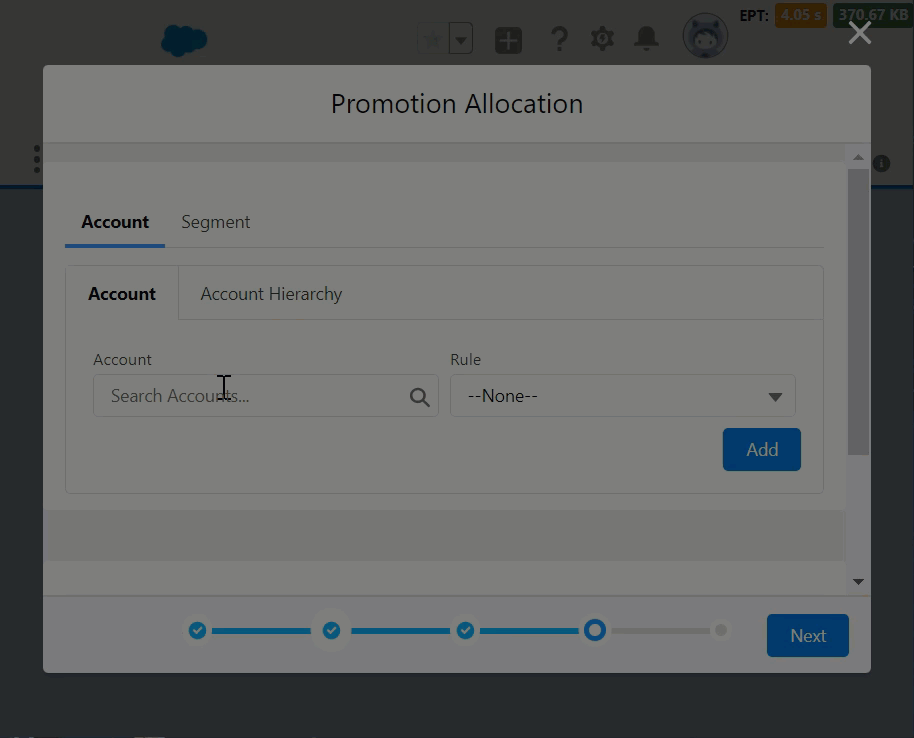 EPT: 4.05 s 370.67 KB
Promotion Allocation
Account Segment
Account Account Hierarchy
Account Rule
Search Accounts... --None--
Add
Next